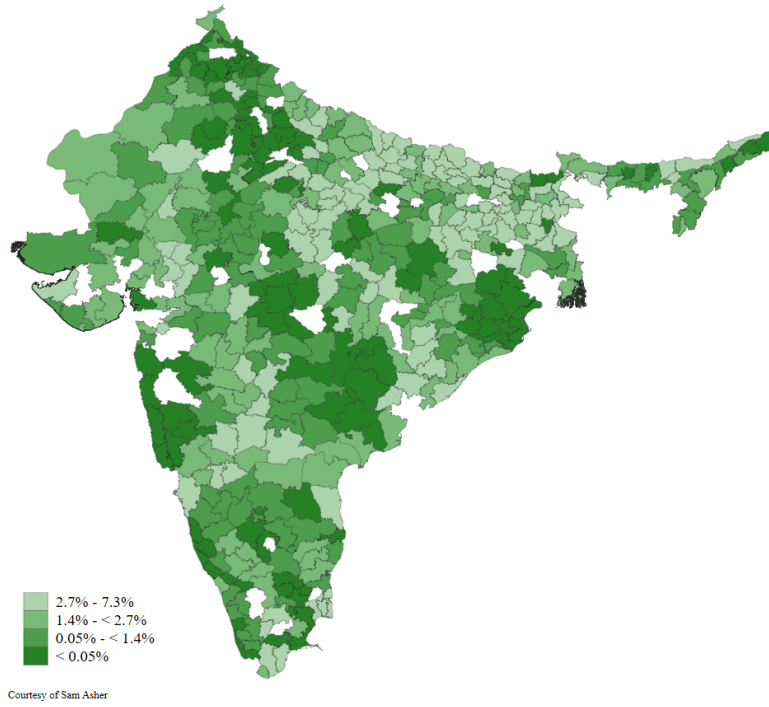 2.7% - 7.3%
1.4% - < 2.7%
0.05% - < 1.4%
< 0.05%
Courtesy of Sam Asher